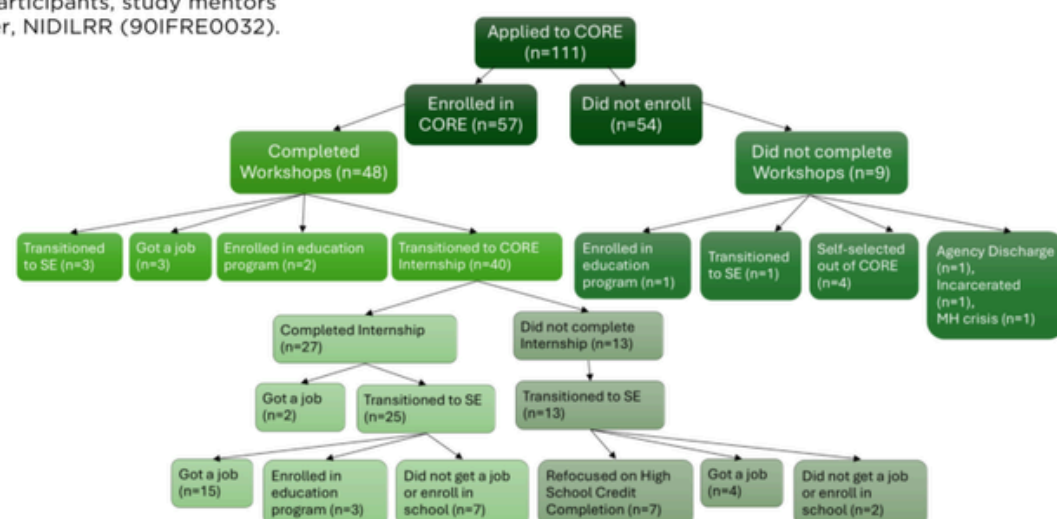 articipants, study mentors
r, NIDILRR (90IFRE0032).
Applied to CORE
(n=111)
Enrolled in
CORE (n=57)
Did not enroll
(n=54)
Completed
Workshops (n=48)
Did not complete
Workshops (n=9)
Transitioned
to SE (n=3)
Got a job
(n=3)
Enrolled in education
program (n=2)
Transitioned to CORE
Internship (n=40)
Enrolled in
education
program (n=1)
Transitioned
to SE (n=1)
Self-selected
out of CORE
(n=4)
Agency Discharge
(n=1),
Incarcerated
(n=1),
MH crisis (n=1)
Completed Internship
(n=27)
Did not complete
Internship (n=13)
Got a job
(n=2)
Transitioned to SE
(n=25)
Transitioned to SE
(n=13)
Got a job
(n=15)
Enrolled in
education
program (n=3)
Did not get a job
or enroll in
school (n=7)
Refocused on High
School Credit
Completion (n=7)
Got a job
(n=4)
Did not get a job
or enroll in
school (n=2)